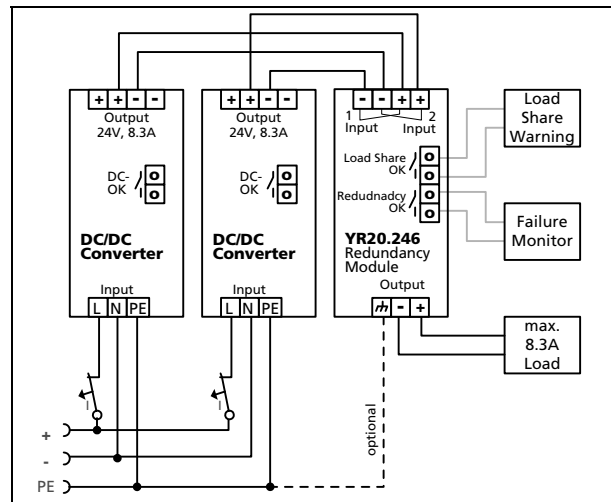 + + - -
Output
24V, 8.3A
DC-
OK
DC/DC
Converter
Input
L N PE
+ + - -
Output
24V, 8.3A
DC-
OK
DC/DC
Converter
Input
L N PE
- - + +
1 2
Input Input
Load Share
OK
Redudnadcy
OK
YR20.246
Redundancy
Module
Output
- +
Load
Share
Warning
Failure
Monitor
max.
8.3A
Load
I
I
optional
+
-
PE